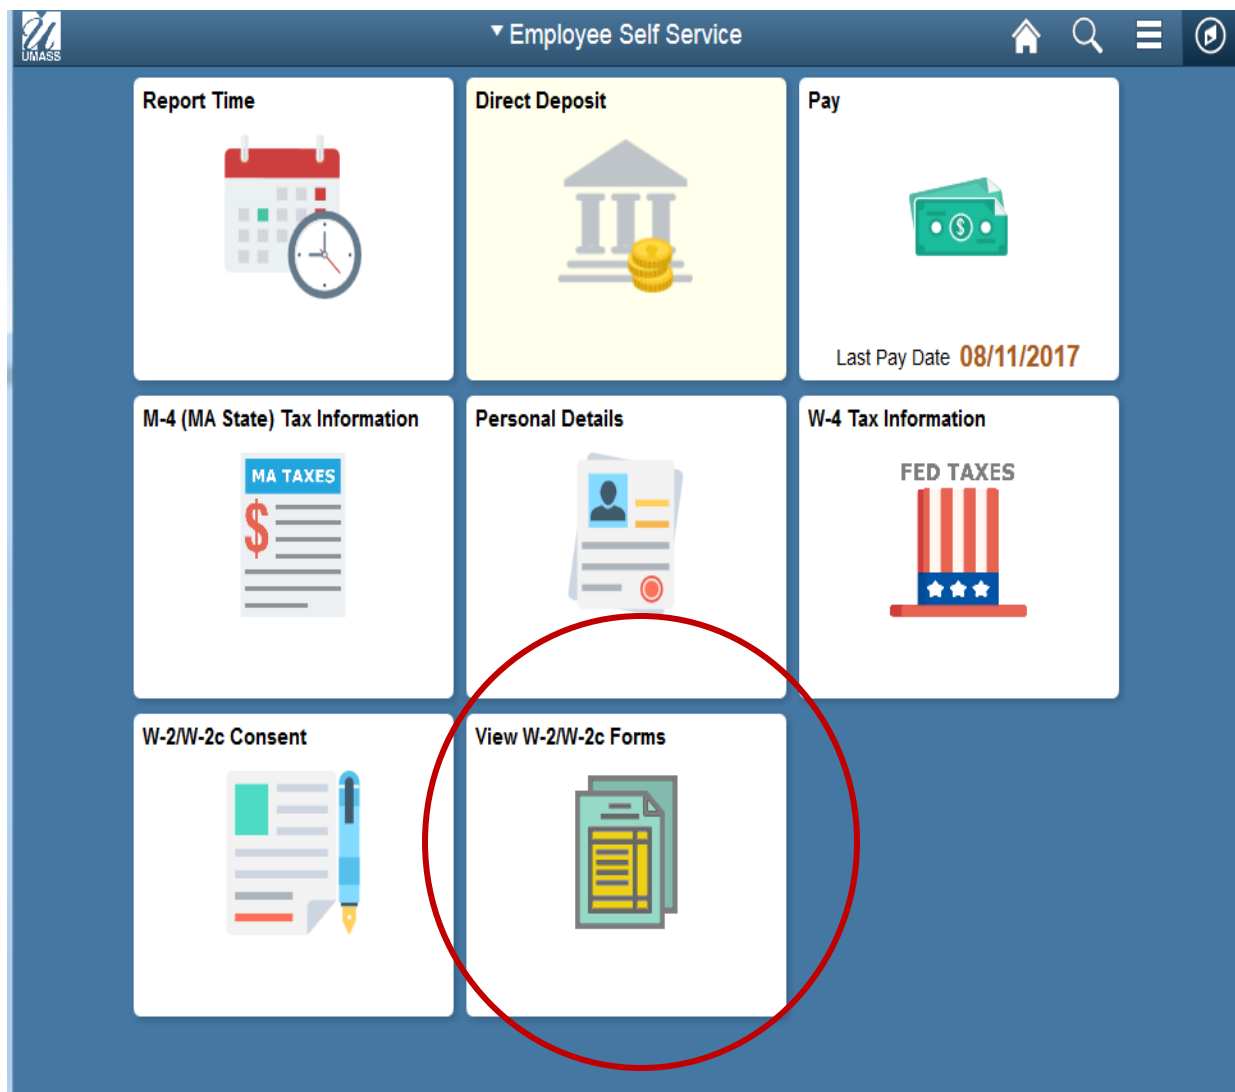 UMASS
Employee Self Service
Report Time
Direct Deposit
Pay
$
Last Pay Date 08/11/2017
M-4 (MA State) Tax Information
MA TAXES
$
Personal Details
W-4 Tax Information
FED TAXES
W-2/W-2c Consent
View W-2/W-2c Forms